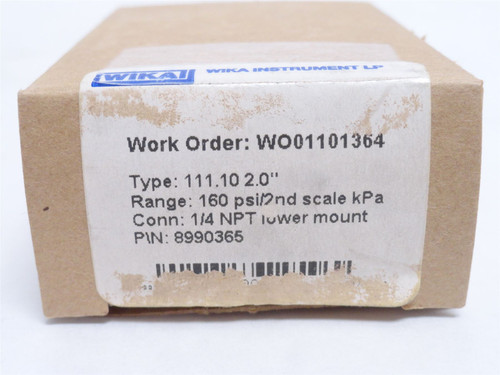 WIKA WIKA INSTRUMENT LP
Work Order: WO01101364
Type: 111.10 2.0"
Range: 160 psi/2nd scale kPa
Conn: 1/4 NPT lower mount
P\N: 8990365